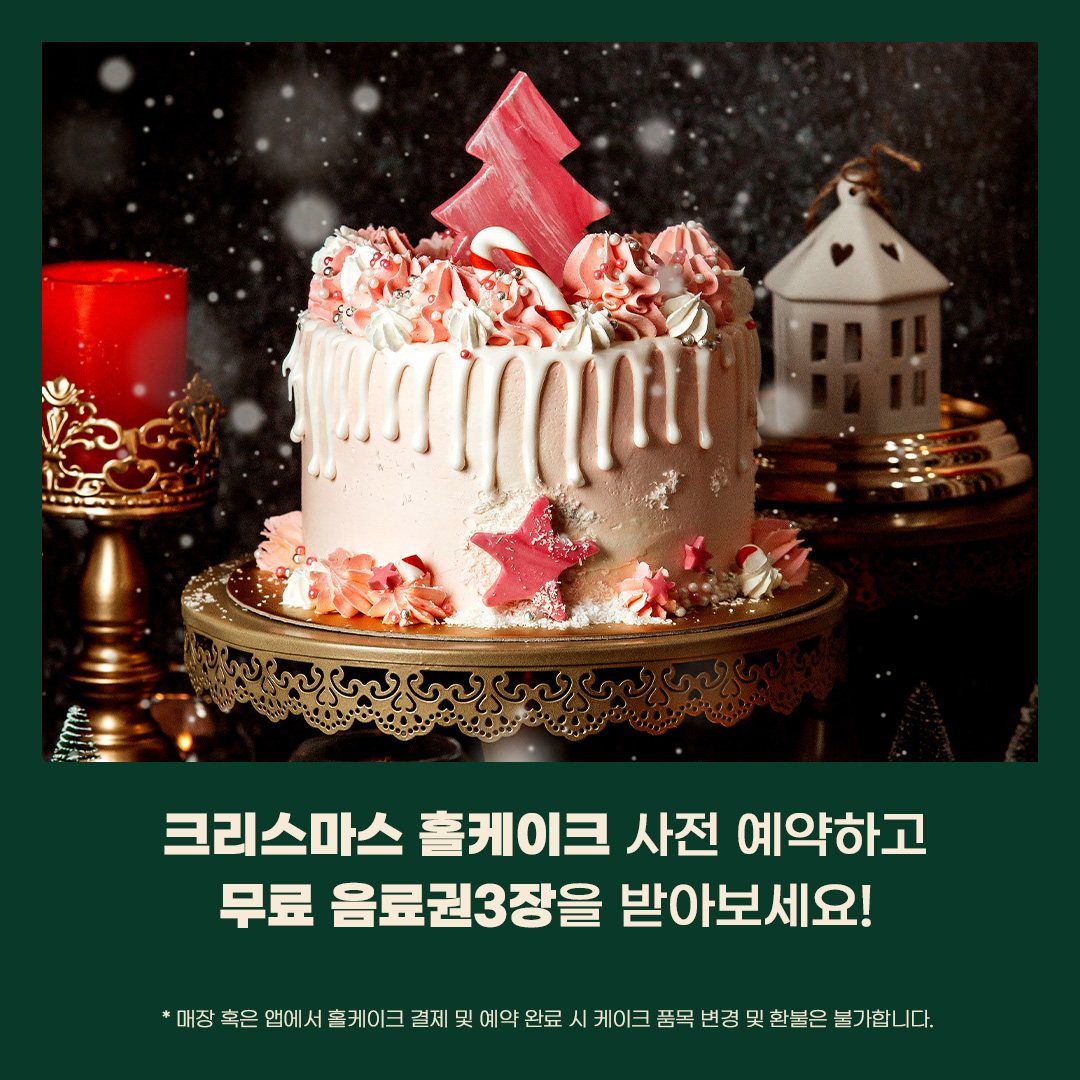 크리스마스 홀케이크 사전 예약하고
무료 음료권3장을 받아보세요!
* 매장 혹은 앱에서 홀케이크 결제 및 예약 완료 시 케이크 품목 변경 및 환불은 불가합니다.